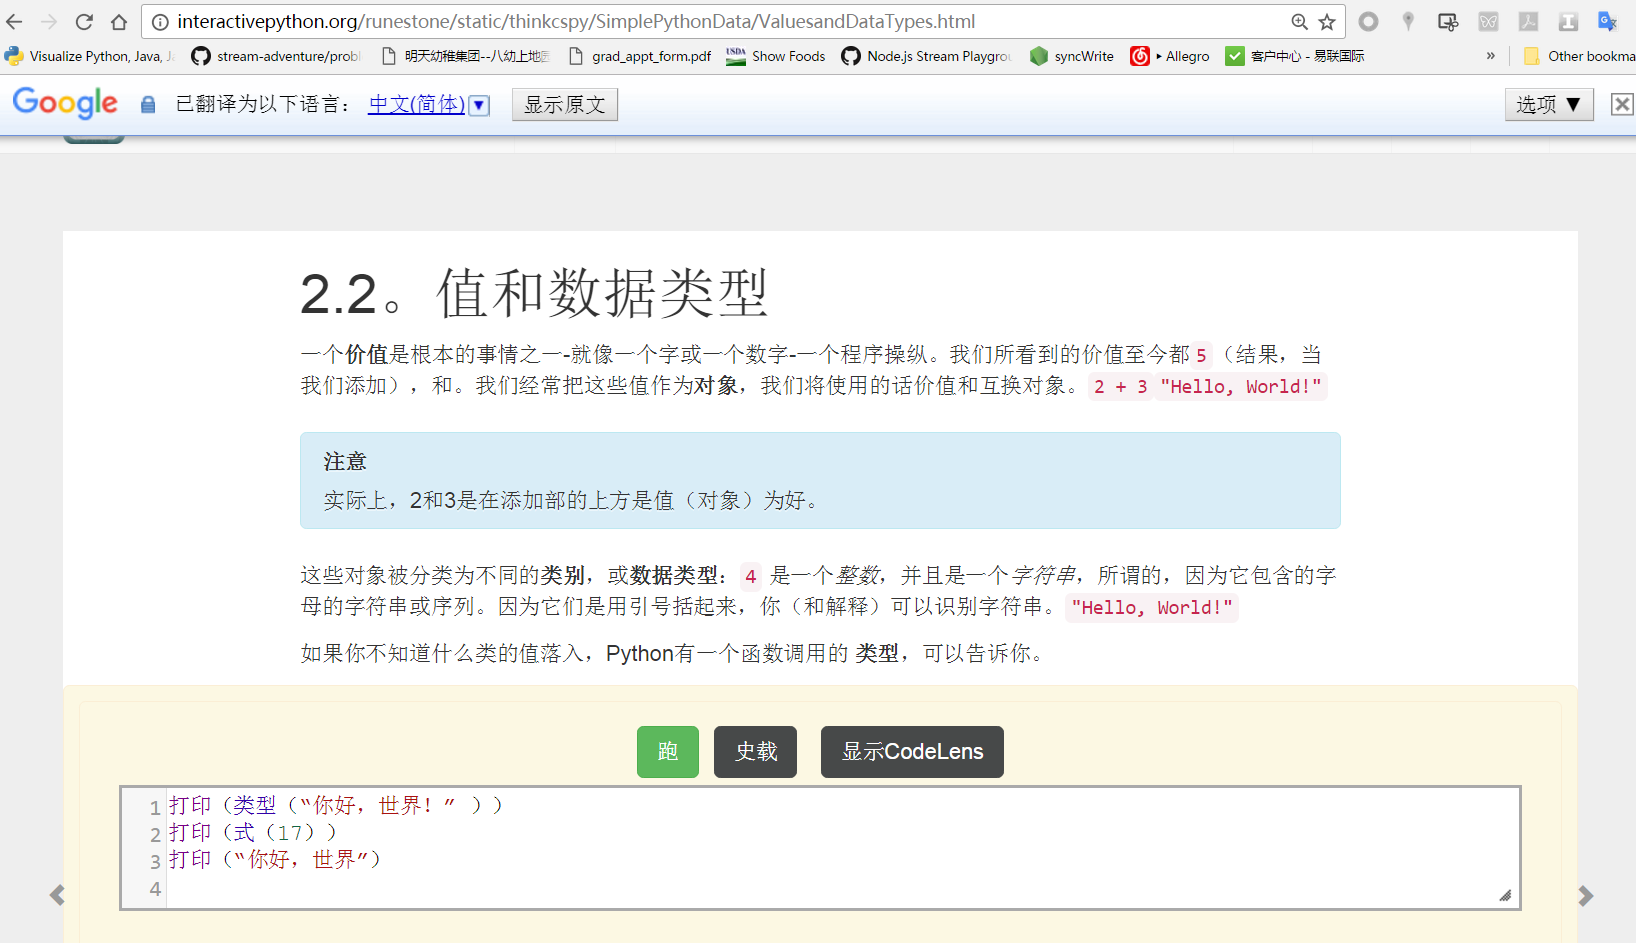 interactivepython.org/runestone/static/thinkcspy/SimplePythonData/ValuesandDataTypes.html
Visualize Python, Java, stream-adventure/prob 明天幼稚集团--八幼上地 grad_appt_form.pdf USDA Show Foods Node.js Stream Playgrou syncWrite ▸ Allegro 客户中心 - 易联国际 » Other bookma
Google 已翻译为以下语言： 中文(简体) ▼ 显示原文 选项 ▼
2.2。值和数据类型
一个价值是根本的事情之一-就像一个字或一个数字-一个程序操纵。我们所看到的价值至今都 5（结果，当
我们添加），和。我们经常把这些值作为对象，我们将使用的话价值和互换对象。 2 + 3 "Hello, World!"
注意
实际上，2和3是在添加部的上方是值（对象）为好。
这些对象被分类为不同的类别，或数据类型：4 是一个整数，并且是一个字符串，所谓的，因为它包含的字
母的字符串或序列。因为它们是用引号括起来，你（和解释）可以识别字符串。"Hello, World!"
如果你不知道什么类的值落入，Python有一个函数调用的 类型，可以告诉你。
跑 史载 显示CodeLens
1 打印（类型（“你好，世界！” ））
2 打印（式（17））
3 打印（“你好，世界”）
4